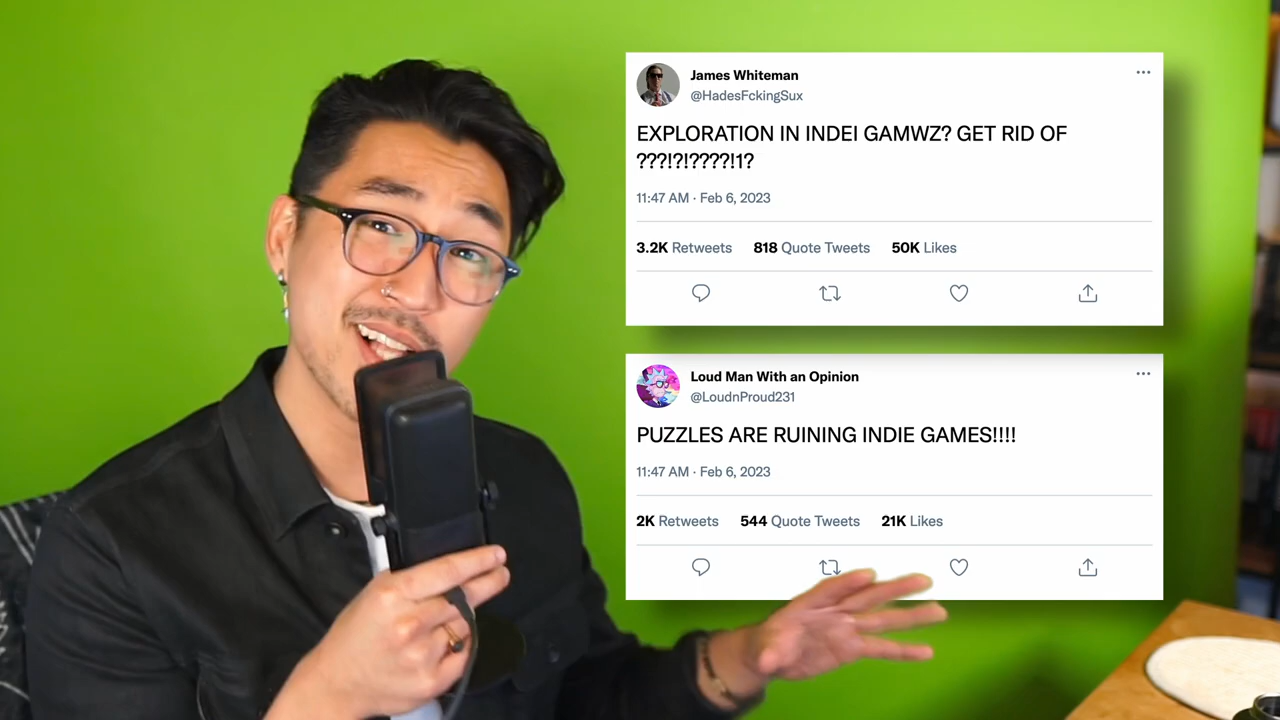 James Whiteman
@HadesFckingSux
EXPLORATION IN INDEI GAMWZ? GET RID OF
???!?!????!1?
11:47 AM · Feb 6, 2023
3.2K Retweets 818 Quote Tweets 50K Likes
Loud Man With an Opinion
@LoudnProud231
PUZZLES ARE RUINING INDIE GAMES!!!!
11:47 AM · Feb 6, 2023
2K Retweets 544 Quote Tweets 21K Likes